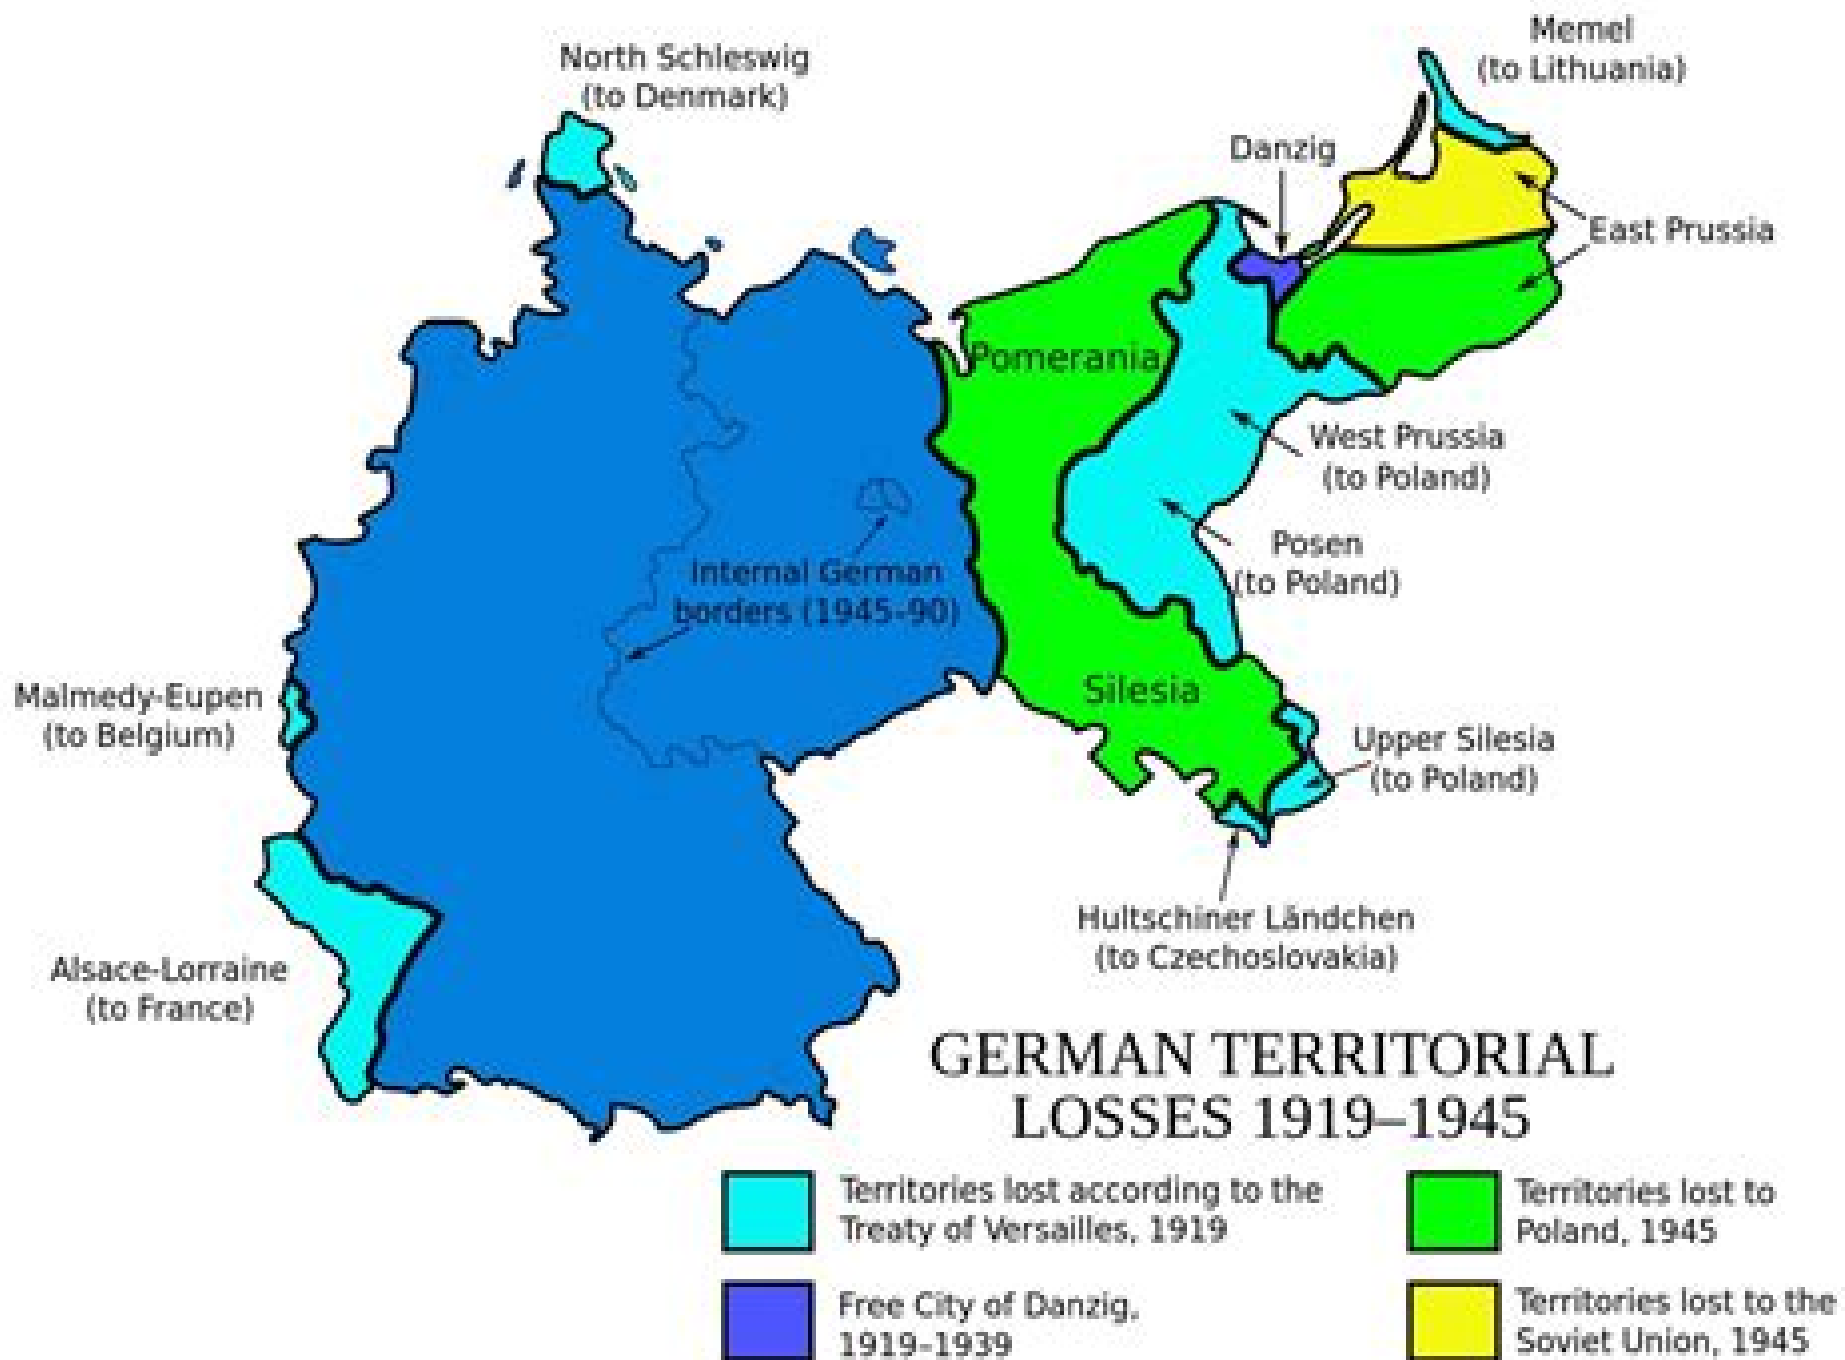 North Schleswig
(to Denmark)
Memel
(to Lithuania)
Danzig
East Prussia
Pomerania
West Prussia
(to Poland)
Posen
(to Poland)
Internal German
borders (1945-90)
Malmedy-Eupen
(to Belgium)
Silesia
Upper Silesia
(to Poland)
Hultschiner Ländchen
(to Czechoslovakia)
Alsace-Lorraine
(to France)
GERMAN TERRITORIAL
LOSSES 1919–1945
Territories lost according to the
Treaty of Versailles, 1919
Territories lost to
Poland, 1945
Free City of Danzig,
1919-1939
Territories lost to the
Soviet Union, 1945